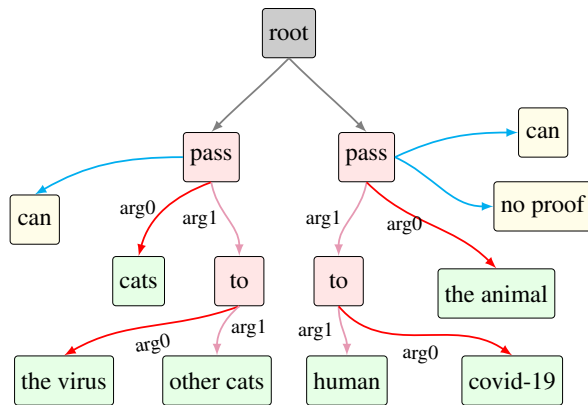 root
pass
pass
can
can
no proof
arg0
arg1
arg1
arg0
cats
to
to
the animal
arg0
arg1
arg1
arg0
the virus
other cats
human
covid-19